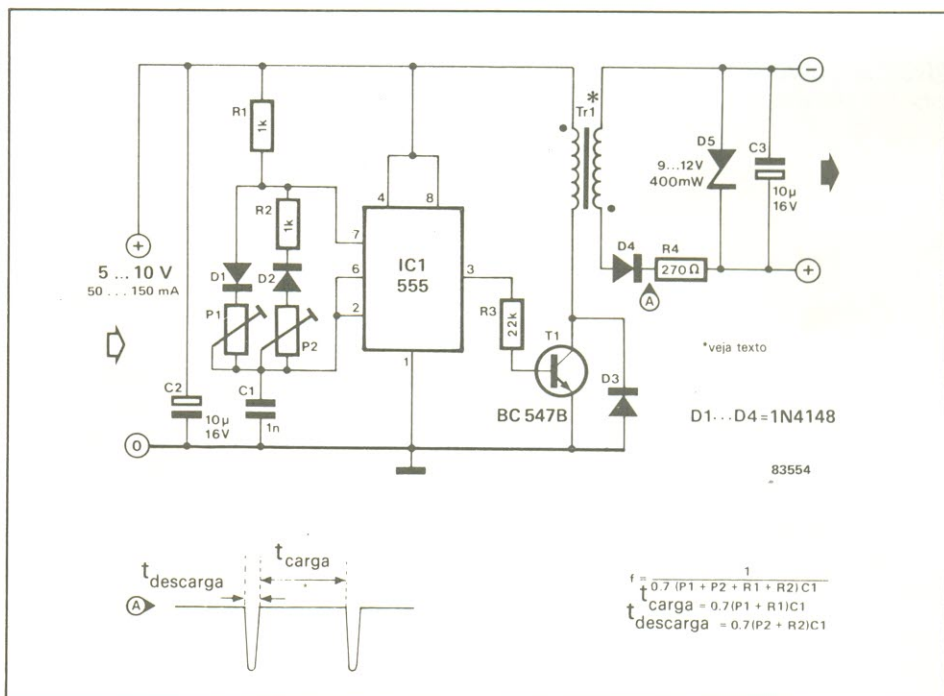 R1
1k
R2
1k
D1
D2
P1
P2
C1
1n
C2
10µ
16V
+
5 ... 10 V
50 ... 150 mA
0
4
8
7
6
2
3
1
IC1
555
R3
22k
T1
BC547B
D3
*
Tr1
D4
R4
270 Ω
A
D5
9...12V
400mW
C3
10µ
16V
−
+
*veja texto
D1...D4=1N4148
83554
t descarga
t carga
A
f = 1
0.7 (P1 + P2 + R1 + R2)C1
t carga = 0.7(P1 + R1)C1
t descarga = 0.7(P2 + R2)C1